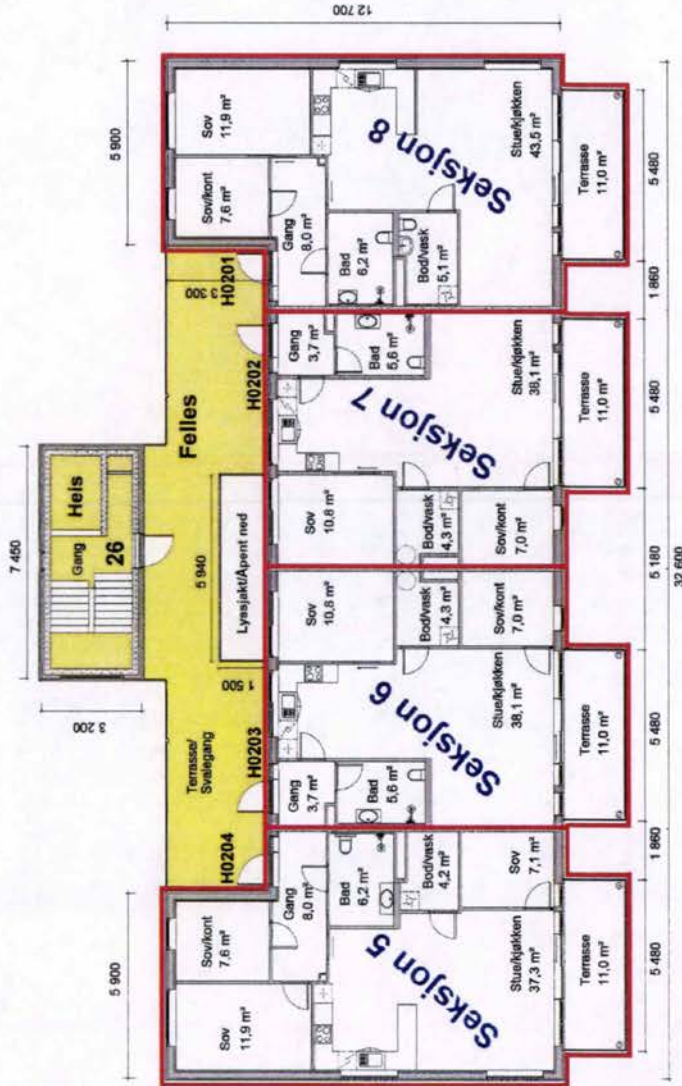 12 700
5 900
Sov
11,9 m²
Sov/kont
7,6 m²
Gang
8,0 m²
Bad
6,2 m²
Bod/vask
5,1 m²
Stue/kjøkken
43,5 m²
Seksjon 8
Terrasse
11,0 m²
5 480
1 860
H0201
3 300
H0202
Felles
Gang
3,7 m²
Bad
5,6 m²
Stue/kjøkken
38,1 m²
Seksjon 7
Sov
10,8 m²
Bod/vask
4,3 m²
Sov/kont
7,0 m²
Terrasse
11,0 m²
5 480
7 450
Heis
Gang
26
5 940
Lyssjakt/Åpent ned
1 500
3 200
5 180
32 600
Sov
10,8 m²
Bod/vask
4,3 m²
Sov/kont
7,0 m²
Seksjon 6
Stue/kjøkken
38,1 m²
Gang
3,7 m²
Bad
5,6 m²
Terrasse
11,0 m²
5 480
Terrasse/
Svalegang
H0203
H0204
1 860
5 900
Sov/kont
7,6 m²
Sov
11,9 m²
Gang
8,0 m²
Bad
6,2 m²
Bod/vask
4,2 m²
Sov
7,1 m²
Seksjon 5
Stue/kjøkken
37,3 m²
Terrasse
11,0 m²
5 480